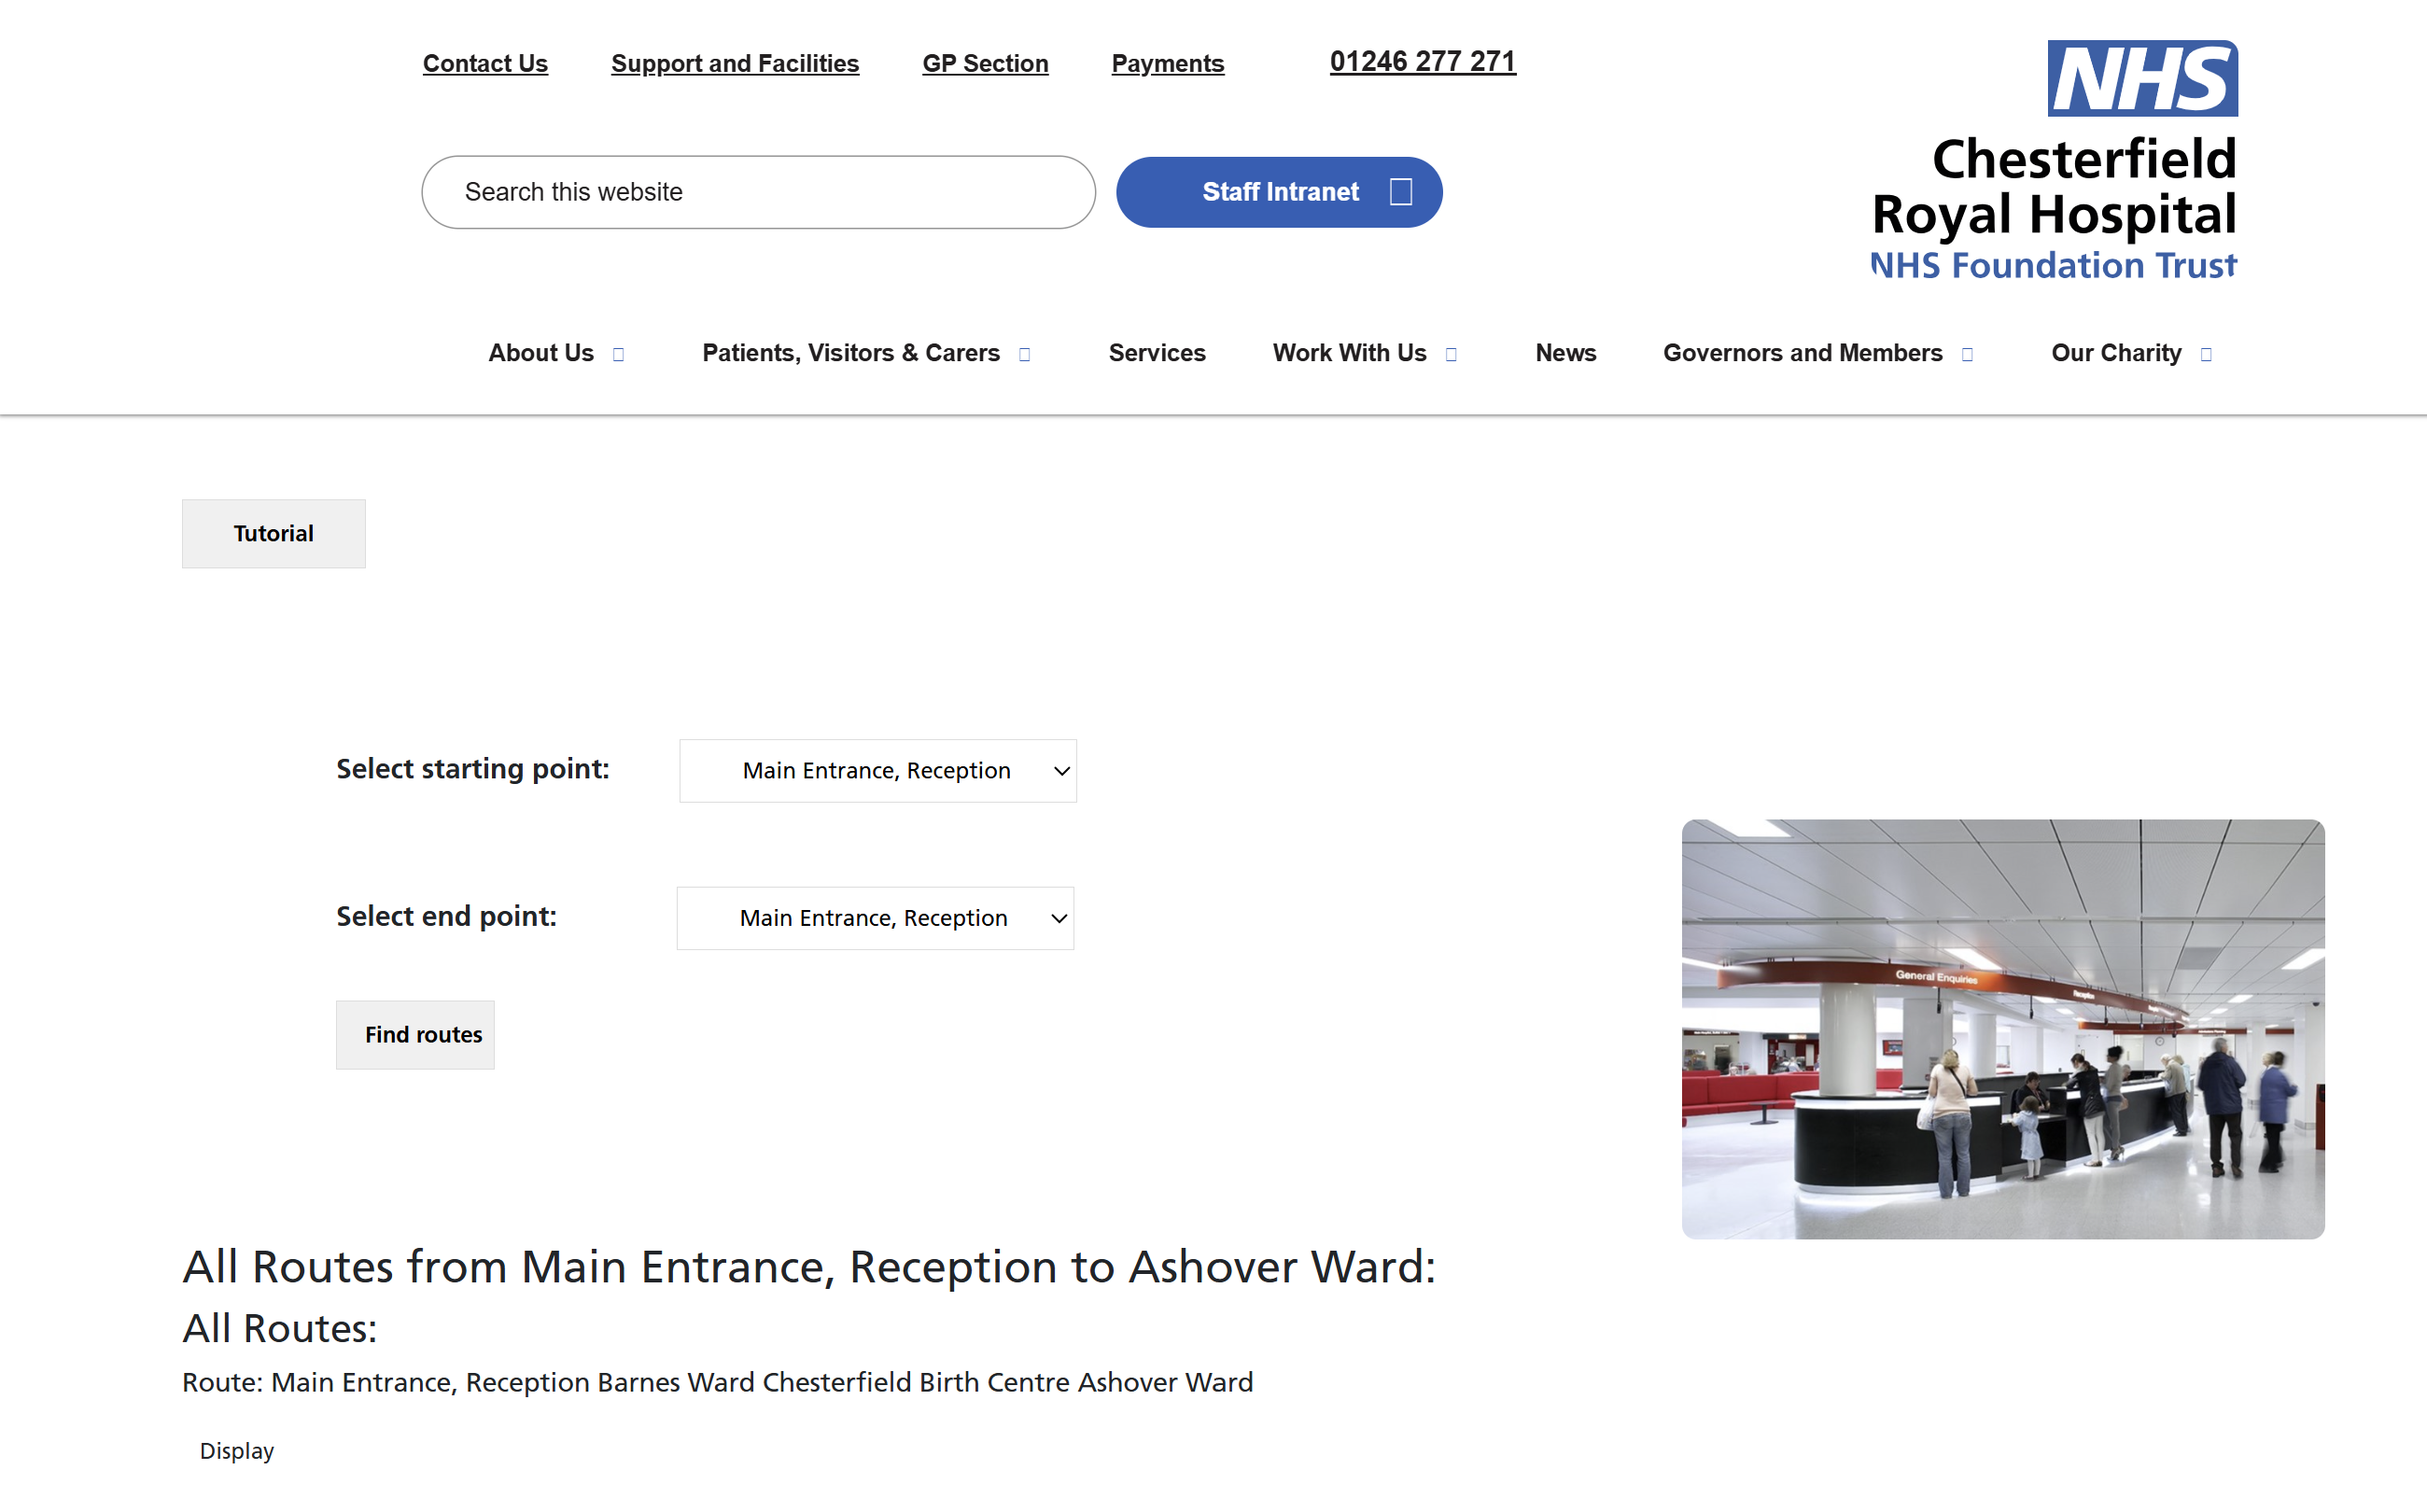 Contact Us Support and Facilities GP Section Payments 01246 277 271
NHS
Chesterfield
Royal Hospital
NHS Foundation Trust
Search this website
Staff Intranet
About Us Patients, Visitors & Carers Services Work With Us News Governors and Members Our Charity
Tutorial
Select starting point: Main Entrance, Reception
Select end point: Main Entrance, Reception
Find routes
General Enquiries
Reception
All Routes from Main Entrance, Reception to Ashover Ward:
All Routes:
Route: Main Entrance, Reception Barnes Ward Chesterfield Birth Centre Ashover Ward
Display